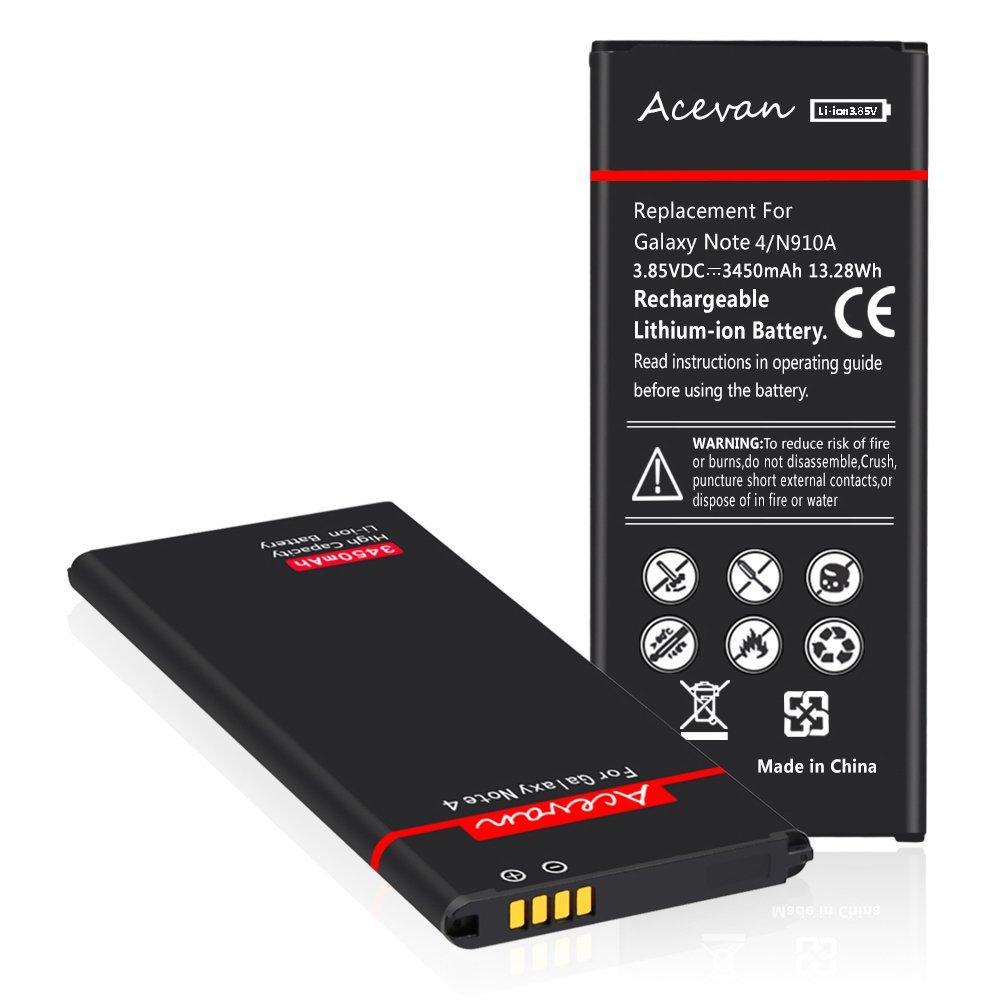 Acevan
Li-ion3.85V
Replacement For
Galaxy Note 4/N910A
3.85VDC⎓3450mAh 13.28Wh
Rechargeable
Lithium-ion Battery.
CE
Read instructions in operating guide
before using the battery.
WARNING:To reduce risk of fire
or burns,do not disassemble,Crush,
puncture short external contacts,or
dispose of in fire or water
Made in China
3450mAh
High Capacity
Li-ion Battery
For Galaxy Note 4
Acevan
+ -
Made in China